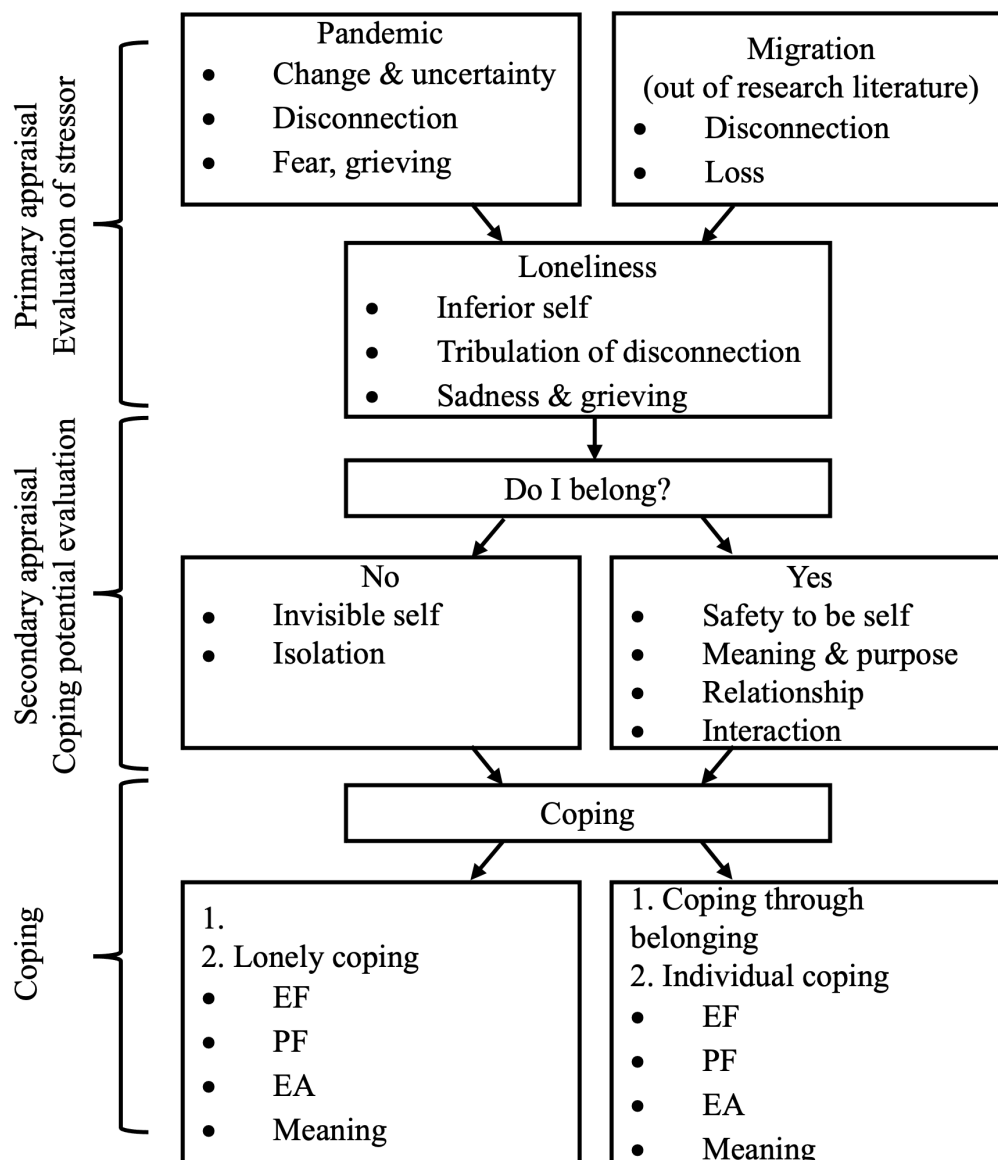 Primary appraisal
Evaluation of stressor
Pandemic
• Change & uncertainty
• Disconnection
• Fear, grieving
Migration
(out of research literature)
• Disconnection
• Loss
Loneliness
• Inferior self
• Tribulation of disconnection
• Sadness & grieving
Secondary appraisal
Coping potential evaluation
Do I belong?
No
• Invisible self
• Isolation
Yes
• Safety to be self
• Meaning & purpose
• Relationship
• Interaction
Coping
Coping
1.
2. Lonely coping
• EF
• PF
• EA
• Meaning
1. Coping through
belonging
2. Individual coping
• EF
• PF
• EA
• Meaning